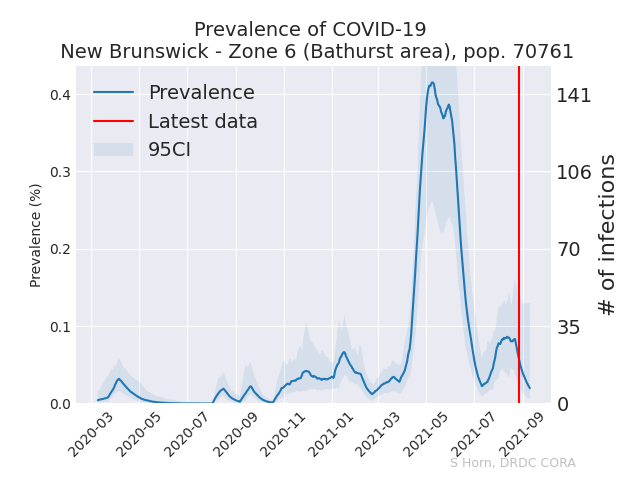 Prevalence of COVID-19
New Brunswick - Zone 6 (Bathurst area), pop. 70761
Prevalence
Latest data
95CI
Prevalence (%)
0.4
0.3
0.2
0.1
0.0
141
106
70
35
0
# of infections
2020-03
2020-05
2020-07
2020-09
2020-11
2021-01
2021-03
2021-05
2021-07
2021-09
S Horn, DRDC CORA